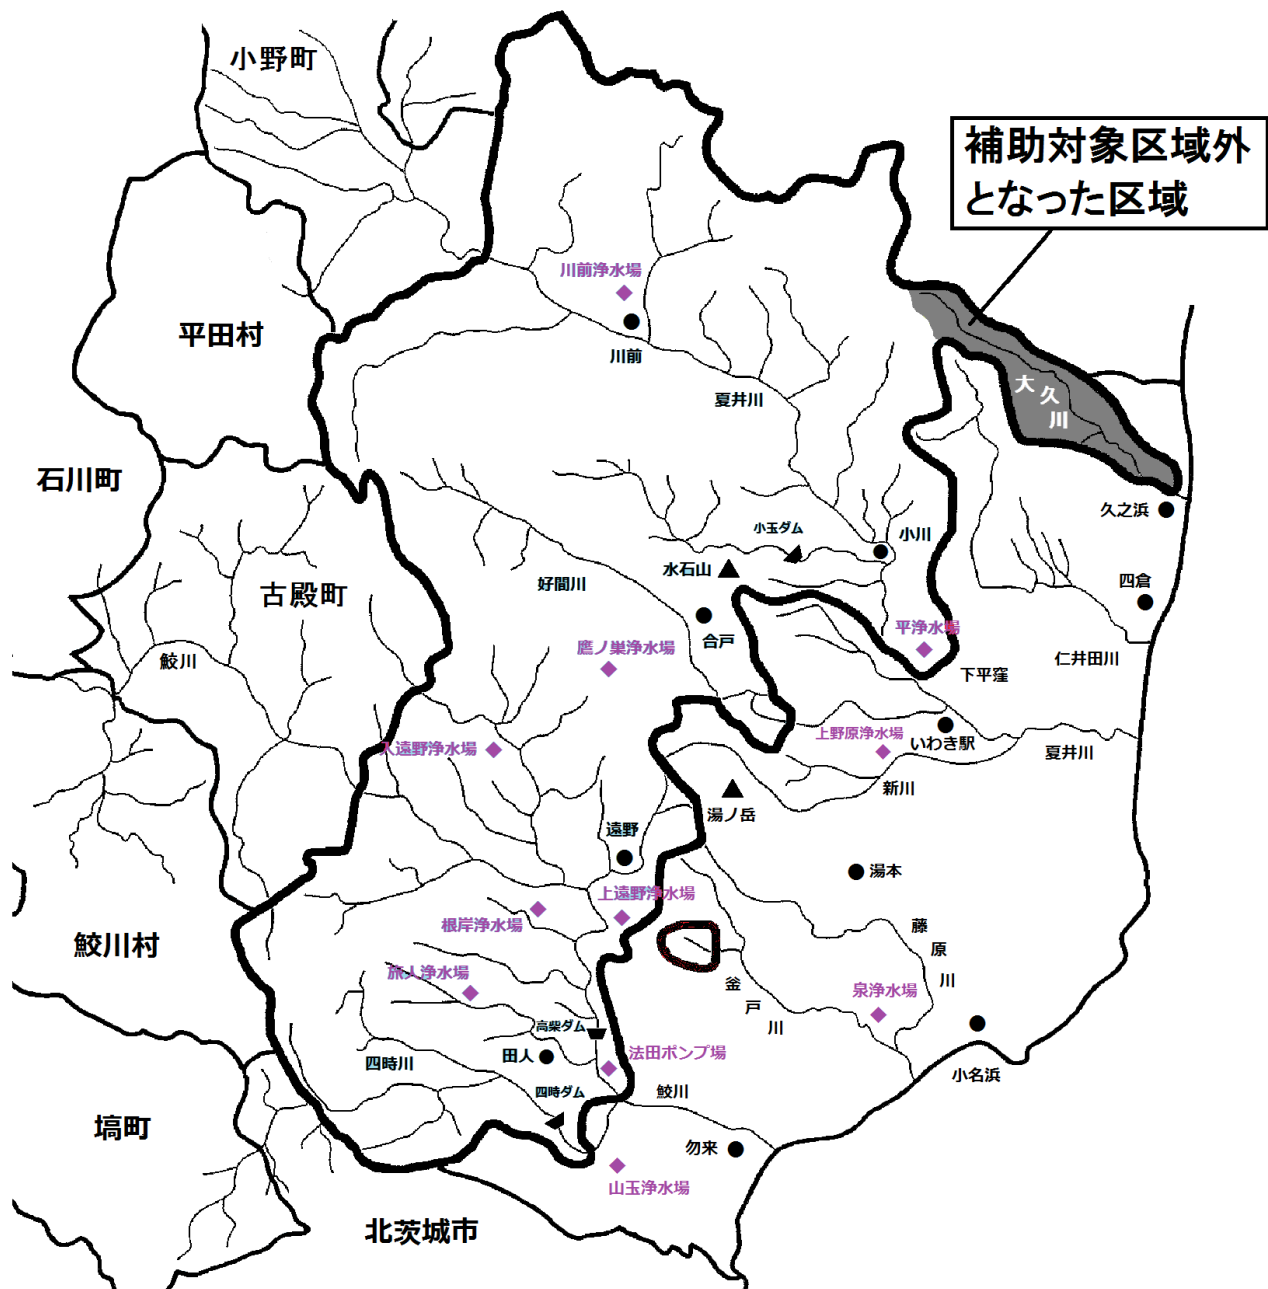 小野町
補助対象区域外
となった区域
川前浄水場
平田村
川前
大久川
夏井川
石川町
久之浜
小玉ダム
小川
水石山
好間川
四倉
古殿町
平浄水場
合戸
鷹ノ巣浄水場
鮫川
仁井田川
下平窪
上野原浄水場
いわき駅
入遠野浄水場
夏井川
新川
湯ノ岳
遠野
湯本
上遠野浄水場
根岸浄水場
藤原川
鮫川村
旅人浄水場
釜戸川
泉浄水場
高柴ダム
田人
法田ポンプ場
四時川
小名浜
四時ダム
鮫川
塙町
勿来
山玉浄水場
北茨城市